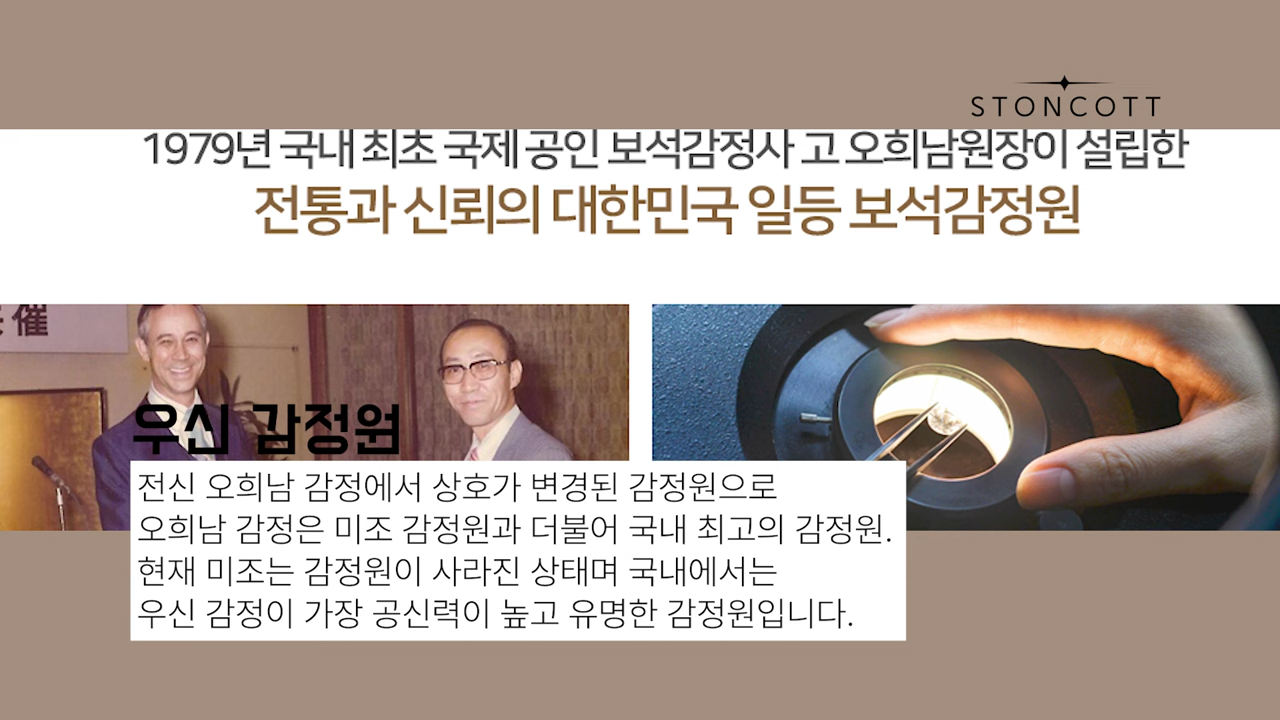 STONCOTT
1979년 국내 최초 국제 공인 보석감정사 고 오희남원장이 설립한
전통과 신뢰의 대한민국 일등 보석감정원
催
우신 감정원
전신 오희남 감정에서 상호가 변경된 감정원으로
오희남 감정은 미조 감정원과 더불어 국내 최고의 감정원.
현재 미조는 감정원이 사라진 상태며 국내에서는
우신 감정이 가장 공신력이 높고 유명한 감정원입니다.